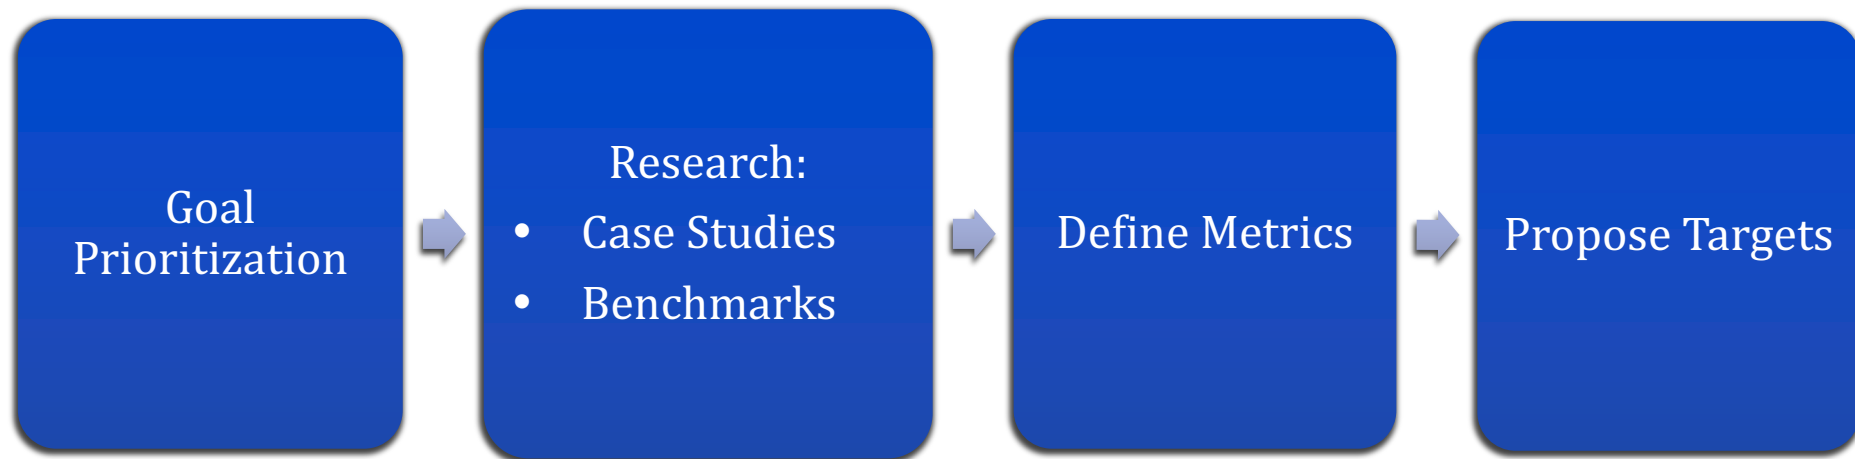 Goal
Prioritization
Research:
• Case Studies
• Benchmarks
Define Metrics
Propose Targets